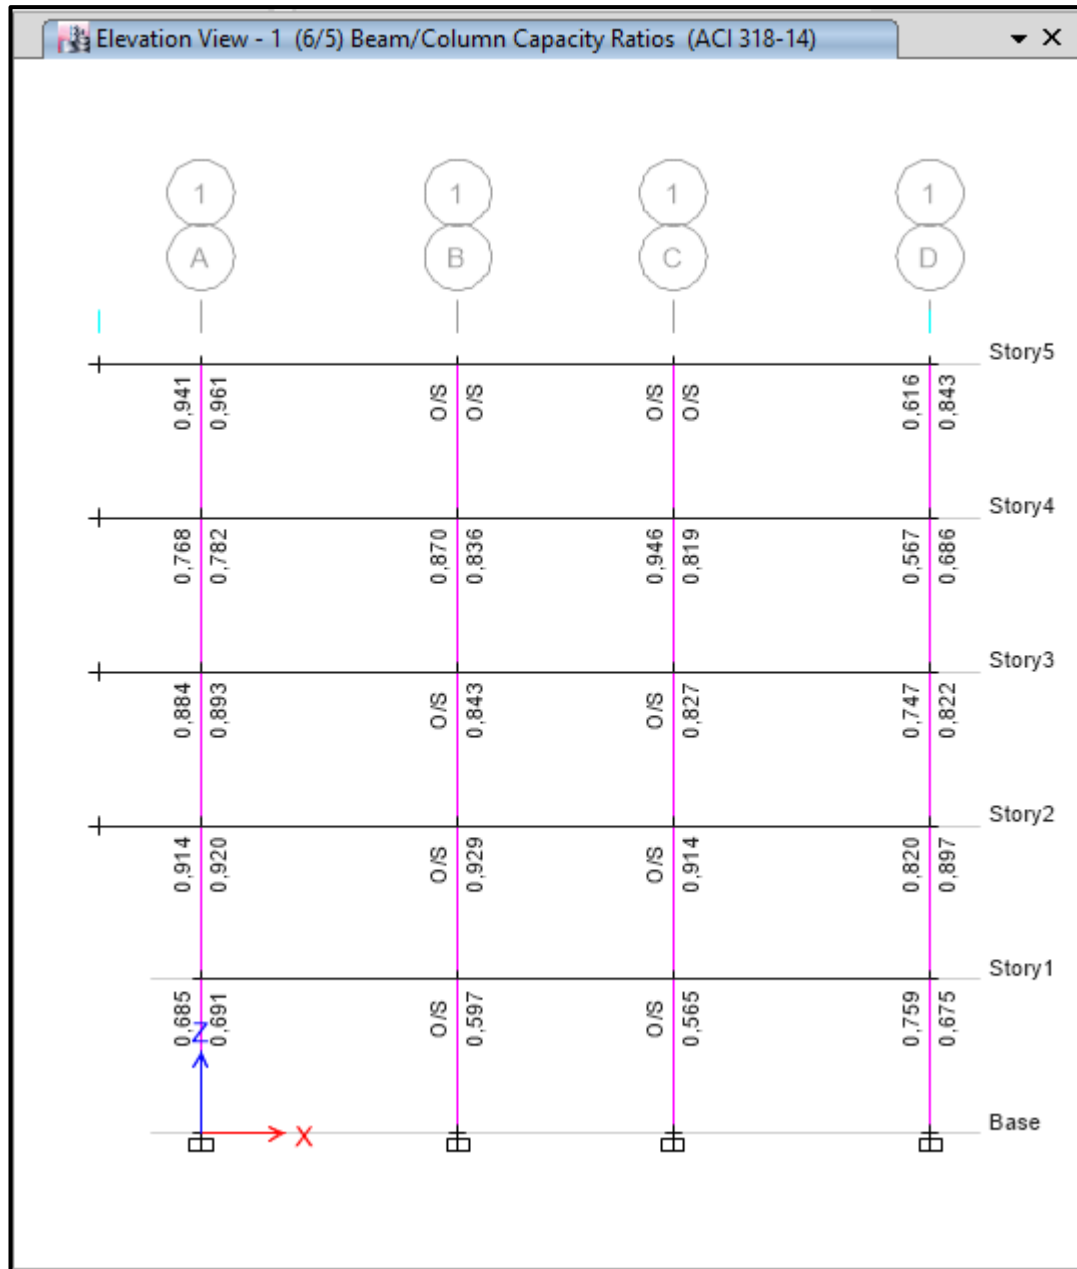 Elevation View - 1 (6/5) Beam/Column Capacity Ratios (ACI 318-14)
1 1 1 1
A B C D
Story5
0,941 0,961 O/S O/S O/S O/S 0,616 0,843
Story4
0,768 0,782 0,870 0,836 0,946 0,819 0,567 0,686
Story3
0,884 0,893 O/S 0,843 O/S 0,827 0,747 0,822
Story2
0,914 0,920 O/S 0,929 O/S 0,914 0,820 0,897
Story1
0,685 0,691 O/S 0,597 O/S 0,565 0,759 0,675
Z
Base
X